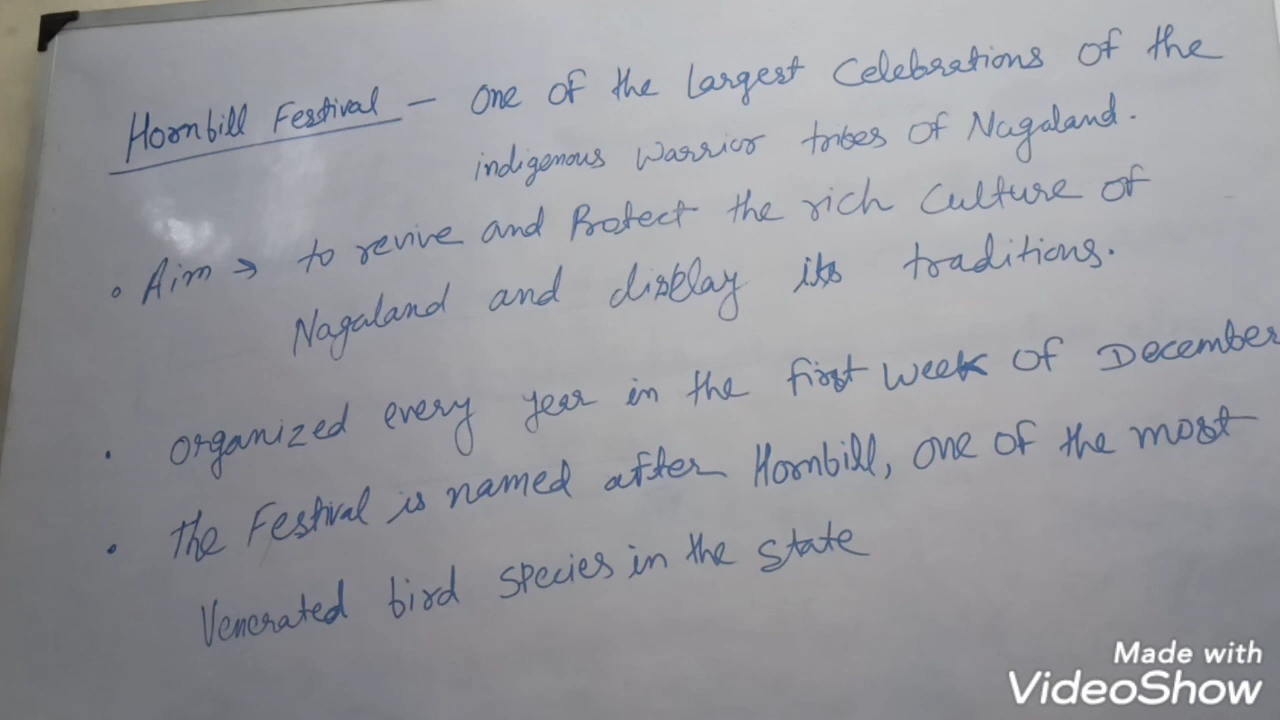 Hornbill Festival – One of the Largest Celebrations of the
indigenous warrior tribes of Nagaland.
• Aim → to revive and Protect the rich Culture of
Nagaland and display its traditions.
• organized every year in the first week of December
• The Festival is named after Hornbill, one of the most
Venerated bird species in the state
Made with
VideoShow